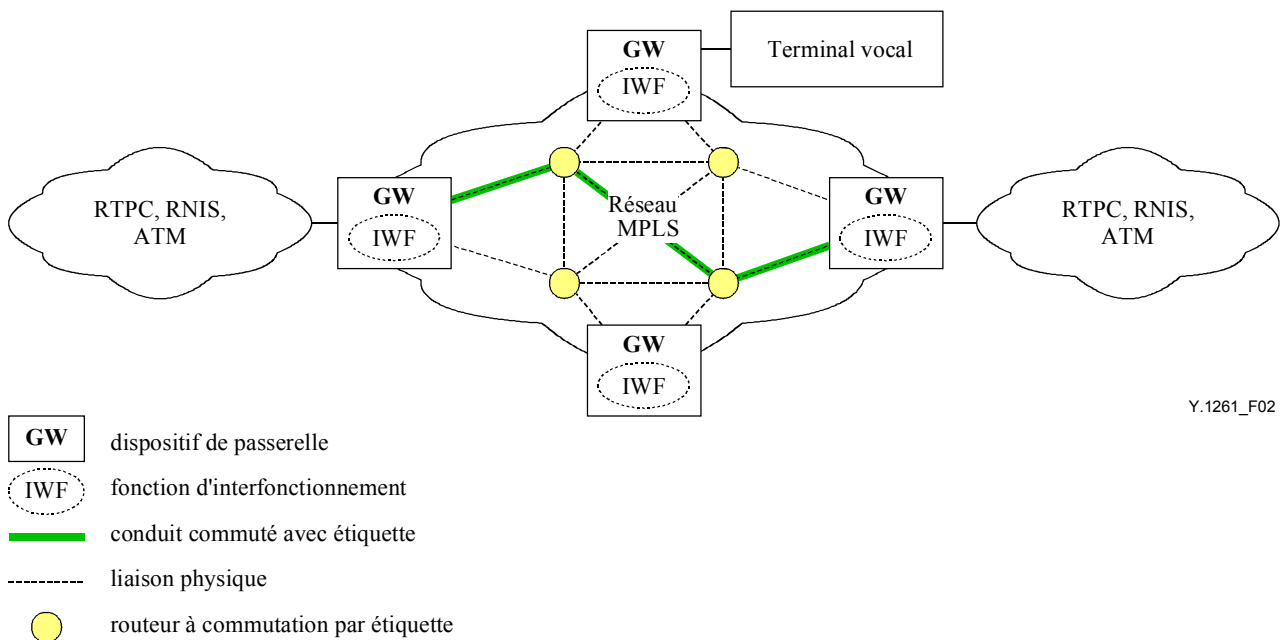 GW
IWF
Terminal vocal
RTPC, RNIS,
ATM
GW
IWF
Réseau
MPLS
GW
IWF
RTPC, RNIS,
ATM
GW
IWF
Y.1261_F02
GW dispositif de passerelle
IWF fonction d'interfonctionnement
conduit commuté avec étiquette
liaison physique
routeur à commutation par étiquette